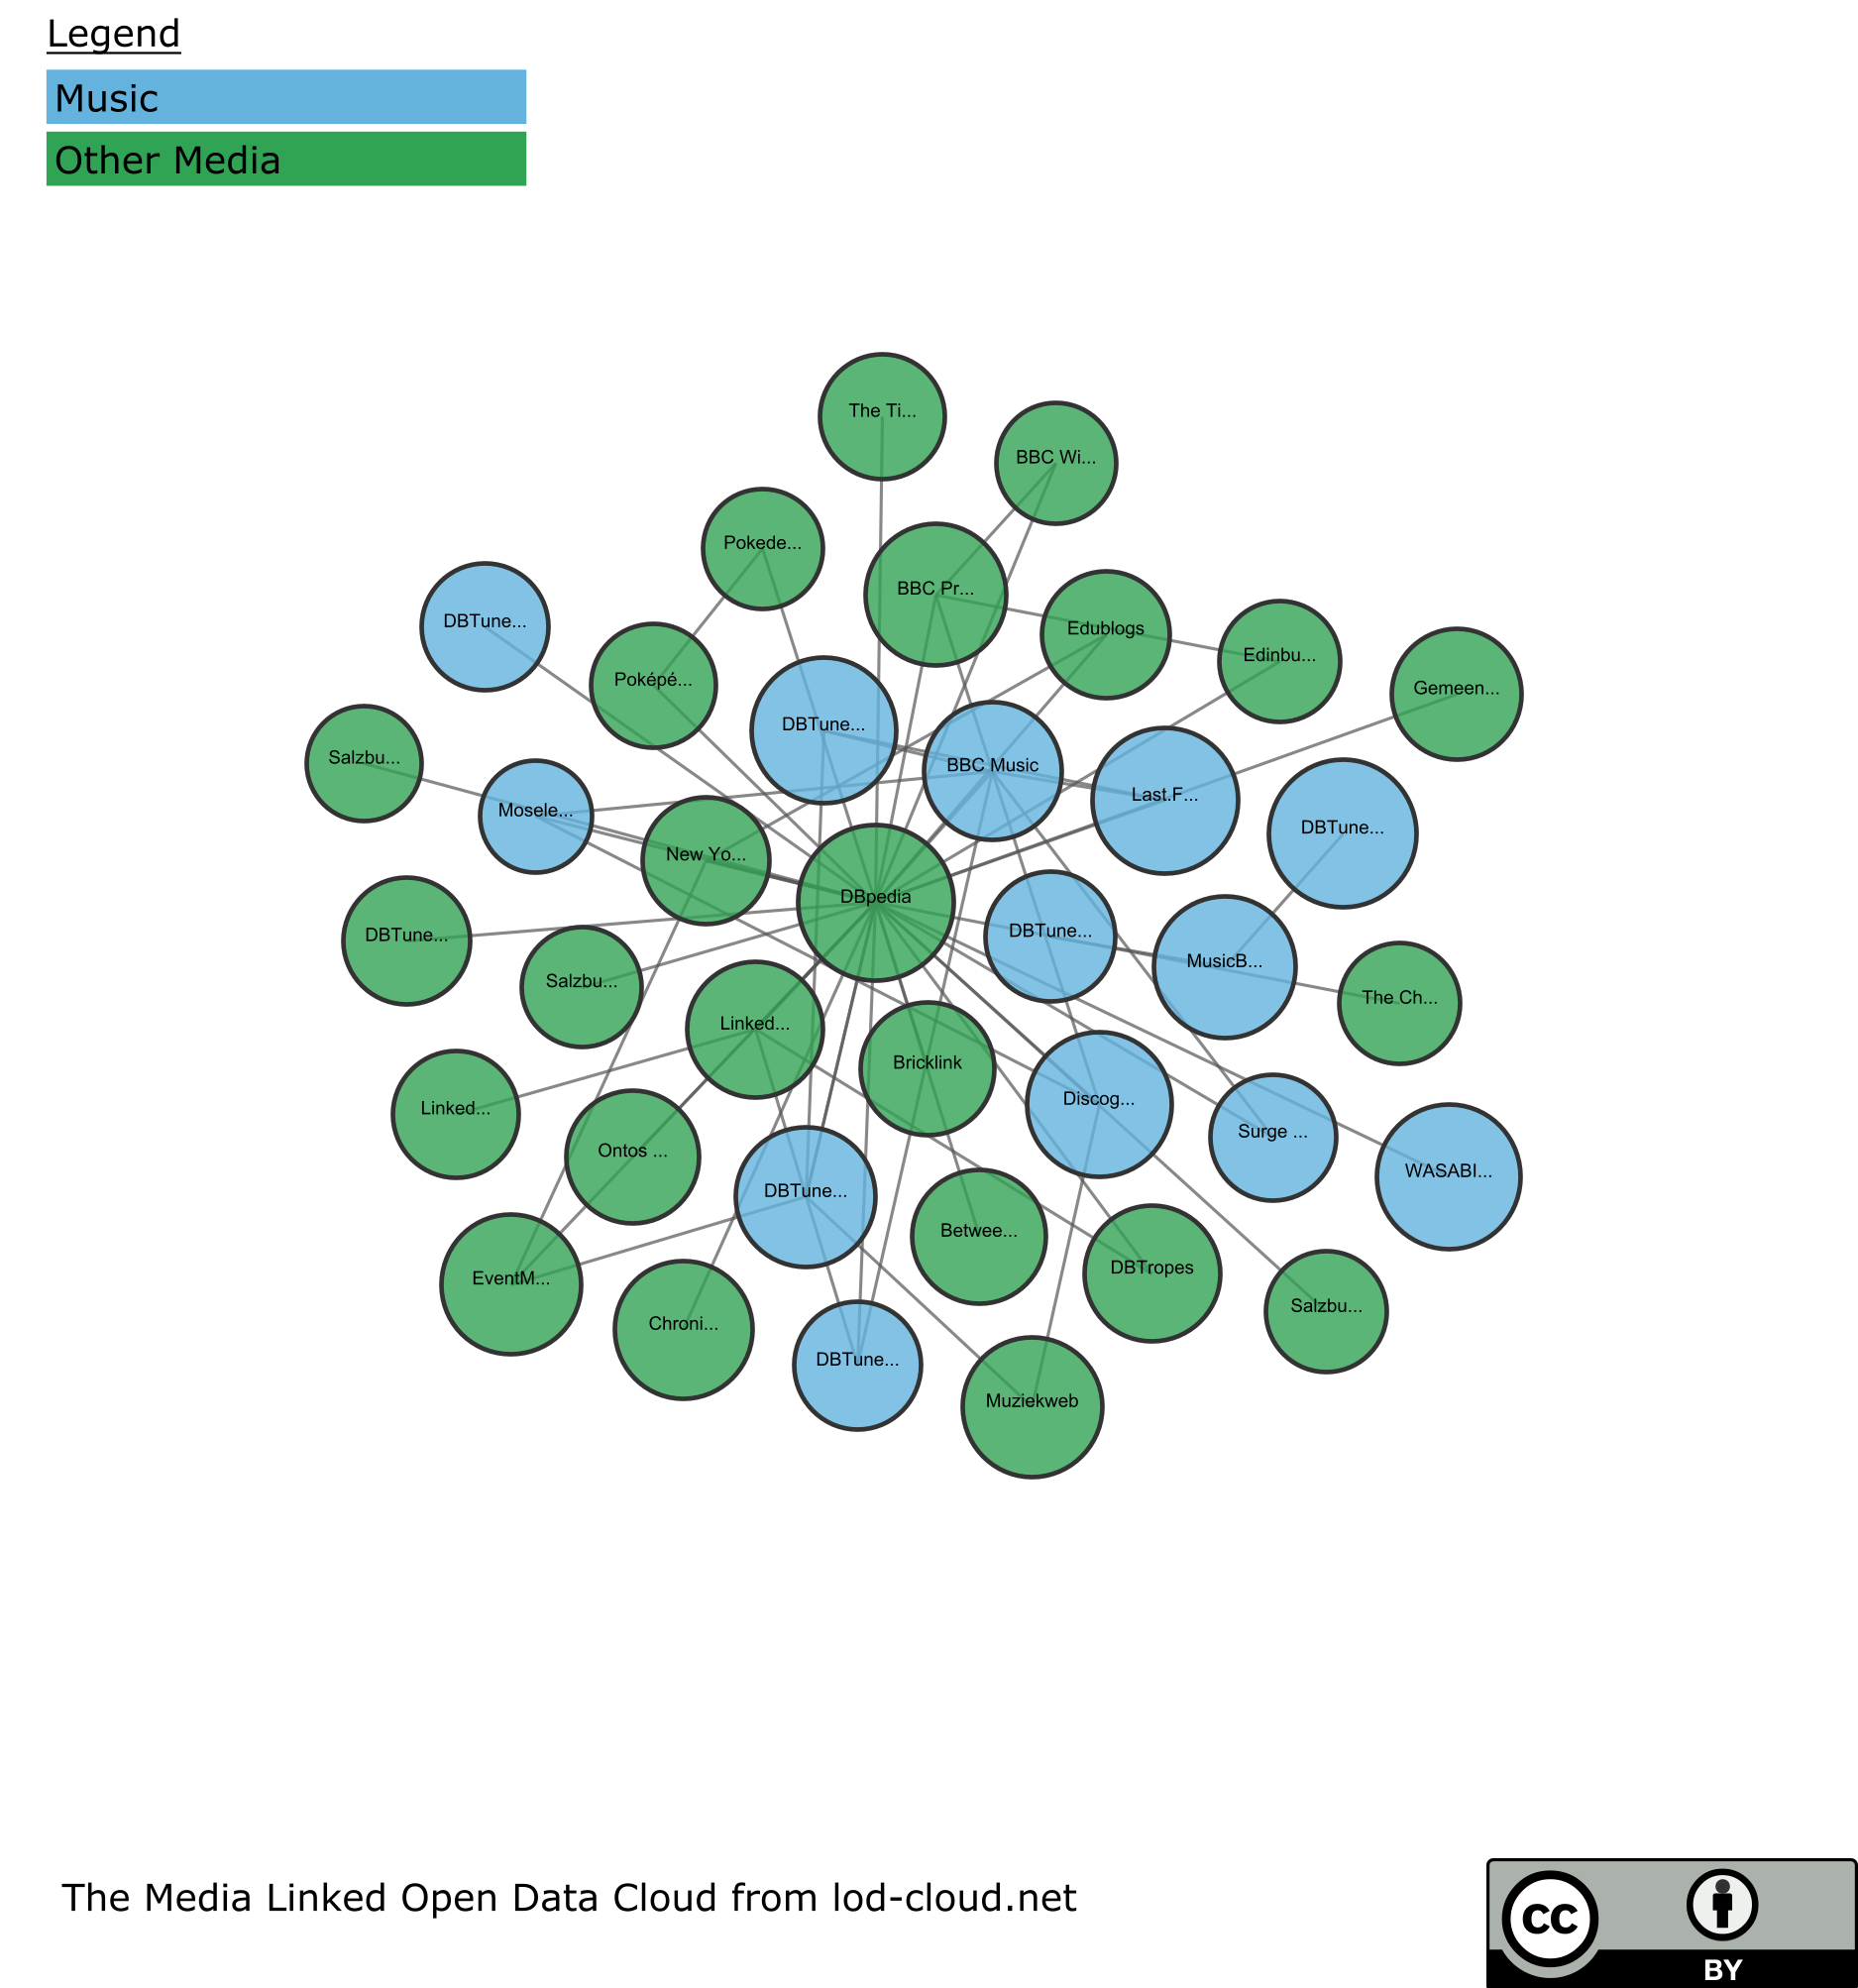 Legend
Music
Other Media
The Ti...
BBC Wi...
Pokede...
BBC Pr...
DBTune...
Edublogs
Edinbu...
Poképé...
Gemeen...
DBTune...
Salzbu...
BBC Music
Last.F...
Mosele...
DBTune...
New Yo...
DBpedia
DBTune...
DBTune...
MusicB...
Salzbu...
The Ch...
Linked...
Bricklink
Linked...
Discog...
Surge ...
Ontos ...
WASABI...
DBTune...
Betwee...
EventM...
DBTropes
Salzbu...
Chroni...
DBTune...
Muziekweb
The Media Linked Open Data Cloud from lod-cloud.net
cc
BY